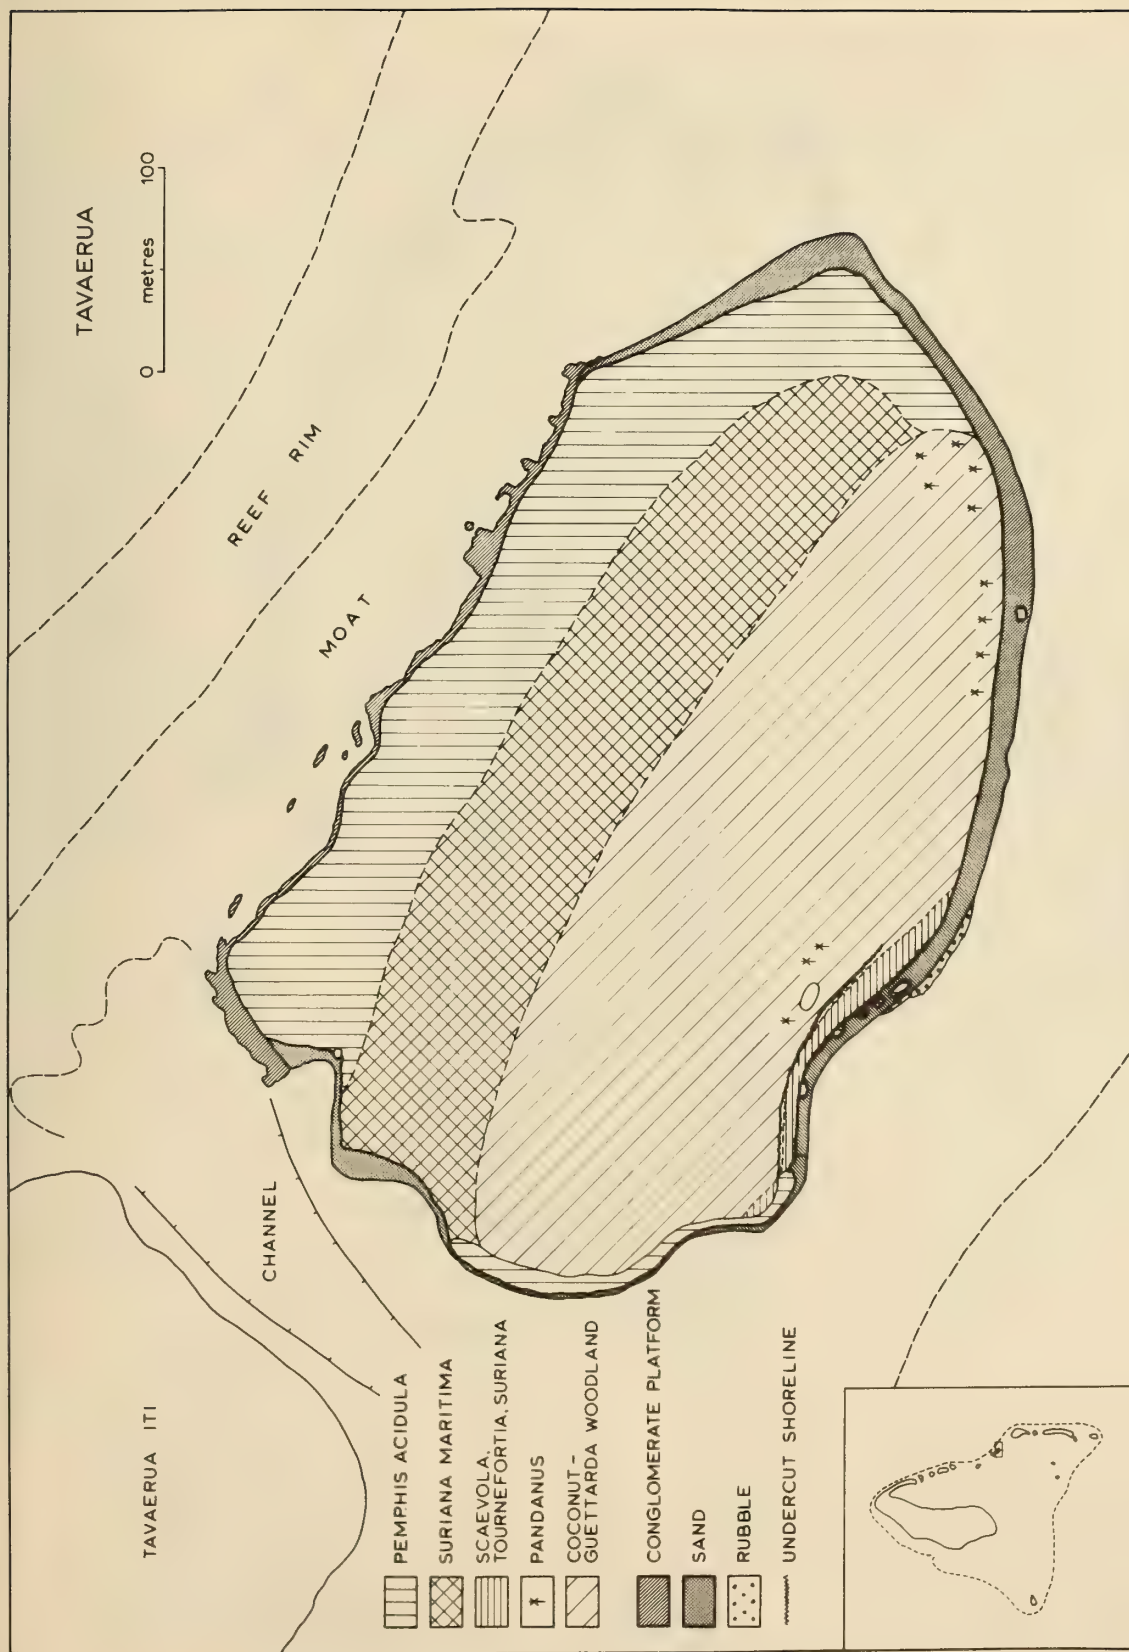 TAVAERUA
0 100
metres
REEF RIM
MOAT
CHANNEL
TAVAERUA ITI
PEMPHIS ACIDULA
SURIANA MARITIMA
SCAEVOLA,
TOURNEFORTIA, SURIANA
PANDANUS
COCONUT-
GUETTARDA WOODLAND
CONGLOMERATE PLATFORM
SAND
RUBBLE
UNDERCUT SHORELINE